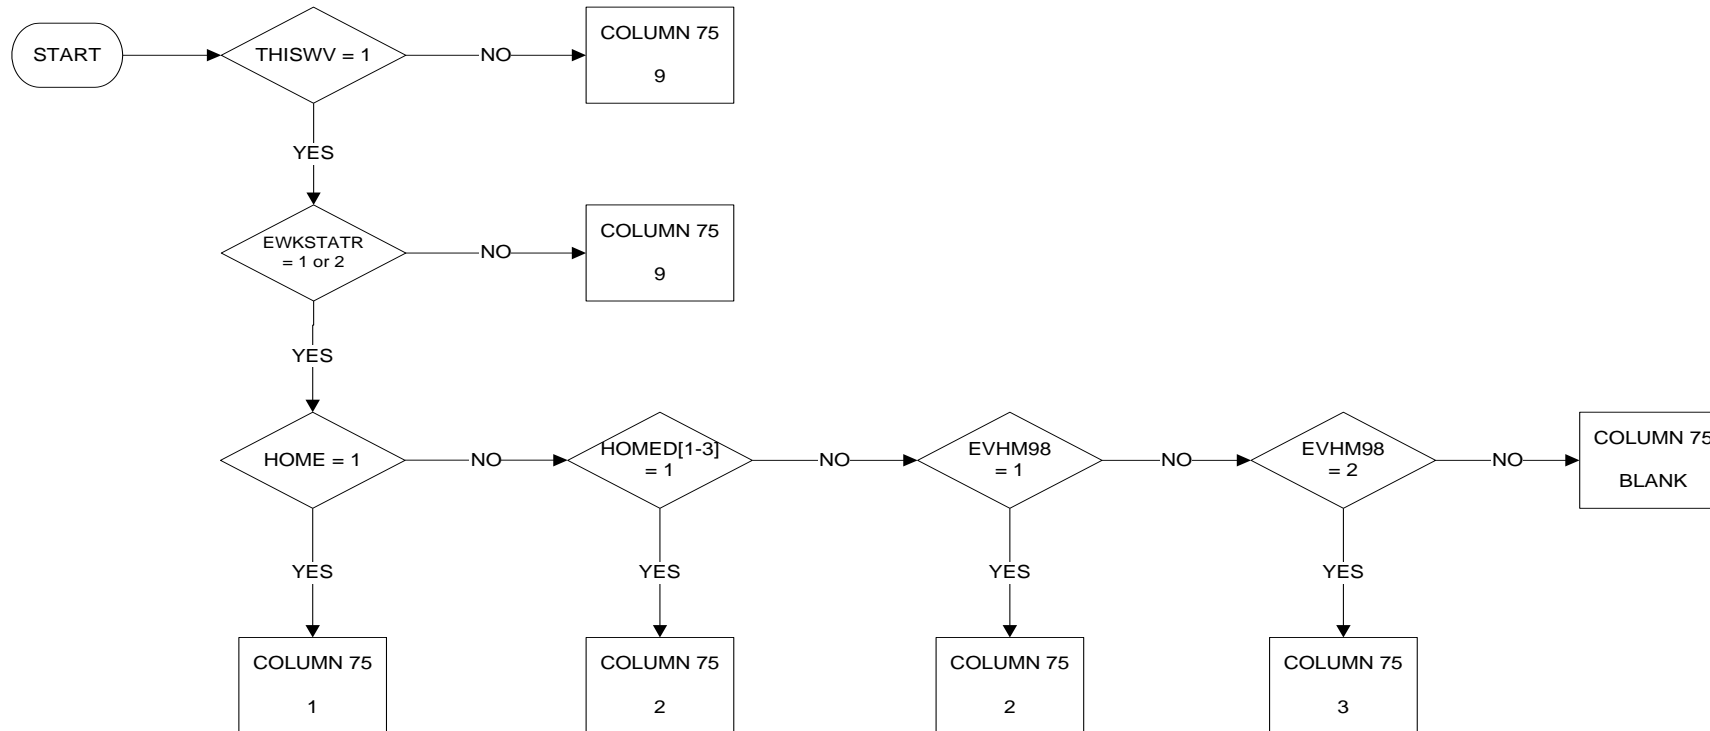 START
THISWV = 1
NO
COLUMN 75
9
YES
EWKSTATR
= 1 or 2
NO
COLUMN 75
9
YES
HOME = 1
NO
HOMED[1-3]
= 1
NO
EVHM98
= 1
NO
EVHM98
= 2
NO
COLUMN 75
BLANK
YES
YES
YES
YES
COLUMN 75
1
COLUMN 75
2
COLUMN 75
2
COLUMN 75
3